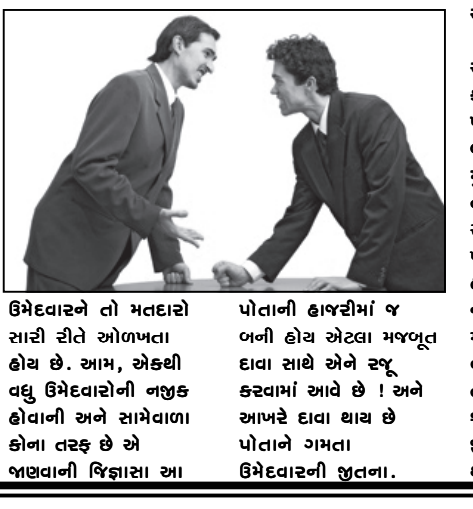 ઉમેદવારને તો મતદારો
સારી રીતે ઓળખતા
હોય છે. આમ, એકથી
વધુ ઉમેદવારોની નજીક
હોવાની અને સામેવાળા
કોના તરફ છે એ
જાણવાની જિજ્ઞાસા આ
પોતાની હાજરીમાં જ
બની હોય એટલા મજબૂત
દાવા સાથે એને રજૂ
કરવામાં આવે છે ! અને
આખરે દાવા થાય છે
પોતાને ગમતા
ઉમેદવારની જીતના.